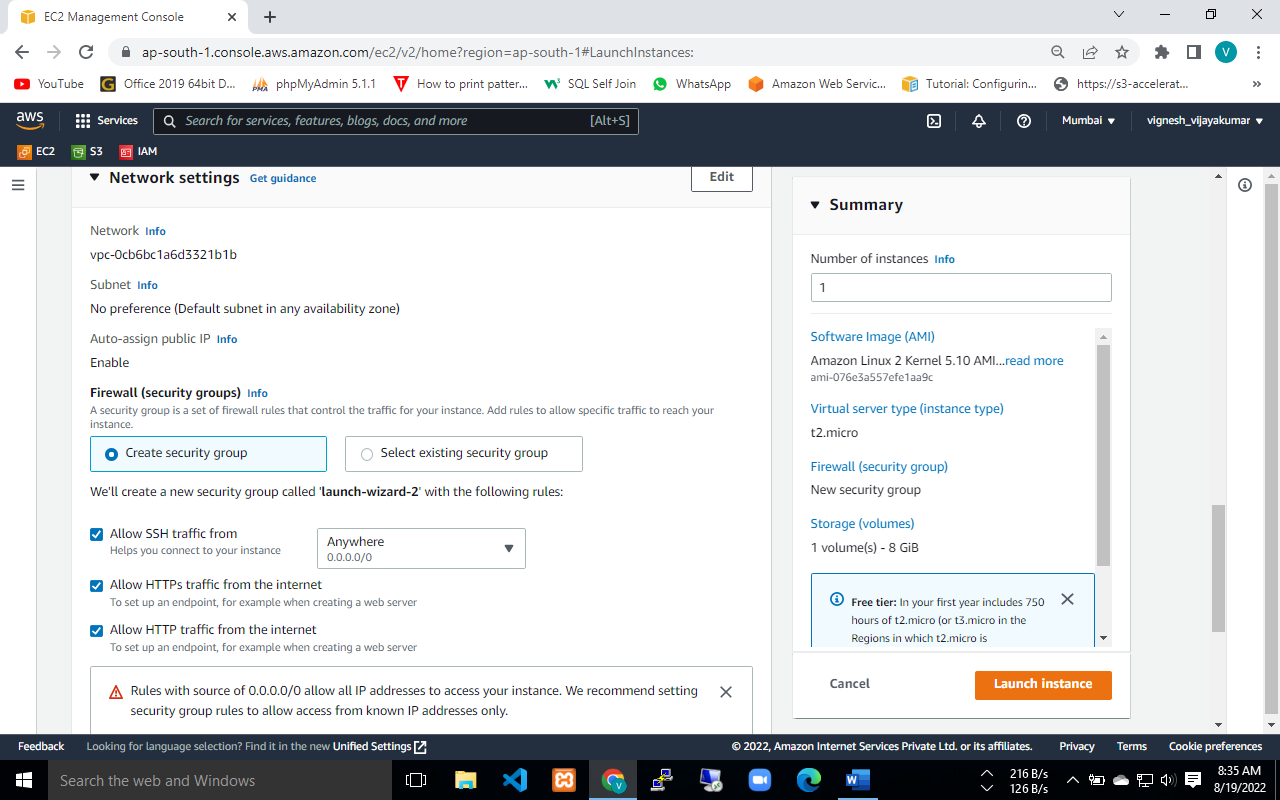 EC2 Management Console
ap-south-1.console.aws.amazon.com/ec2/v2/home?region=ap-south-1#LaunchInstances:
V
YouTube
Office 2019 64bit D...
phpMyAdmin 5.1.1
How to print patter...
SQL Self Join
WhatsApp
Amazon Web Servic...
Tutorial: Configurin...
https://s3-accelerat...
»
aws
Services
Search for services, features, blogs, docs, and more [Alt+S]
Mumbai
vignesh_vijayakumar
EC2
S3
IAM
Network settings Get guidance
Edit
Network Info
vpc-0cb6bc1a6d3321b1b
Subnet Info
No preference (Default subnet in any availability zone)
Auto-assign public IP Info
Enable
Firewall (security groups) Info
A security group is a set of firewall rules that control the traffic for your instance. Add rules to allow specific traffic to reach your
instance.
Create security group
Select existing security group
We'll create a new security group called 'launch-wizard-2' with the following rules:
Allow SSH traffic from
Helps you connect to your instance
Anywhere
0.0.0.0/0
Allow HTTPs traffic from the internet
To set up an endpoint, for example when creating a web server
Allow HTTP traffic from the internet
To set up an endpoint, for example when creating a web server
Rules with source of 0.0.0.0/0 allow all IP addresses to access your instance. We recommend setting
security group rules to allow access from known IP addresses only.
Summary
Number of instances Info
1
Software Image (AMI)
Amazon Linux 2 Kernel 5.10 AMI...read more
ami-076e3a557efe1aa9c
Virtual server type (instance type)
t2.micro
Firewall (security group)
New security group
Storage (volumes)
1 volume(s) - 8 GiB
Free tier: In your first year includes 750
hours of t2.micro (or t3.micro in the
Regions in which t2.micro is
Cancel
Launch instance
Feedback
Looking for language selection? Find it in the new Unified Settings
© 2022, Amazon Internet Services Private Ltd. or its affiliates.
Privacy
Terms
Cookie preferences
Search the web and Windows
216 B/s
126 B/s
8:35 AM
8/19/2022